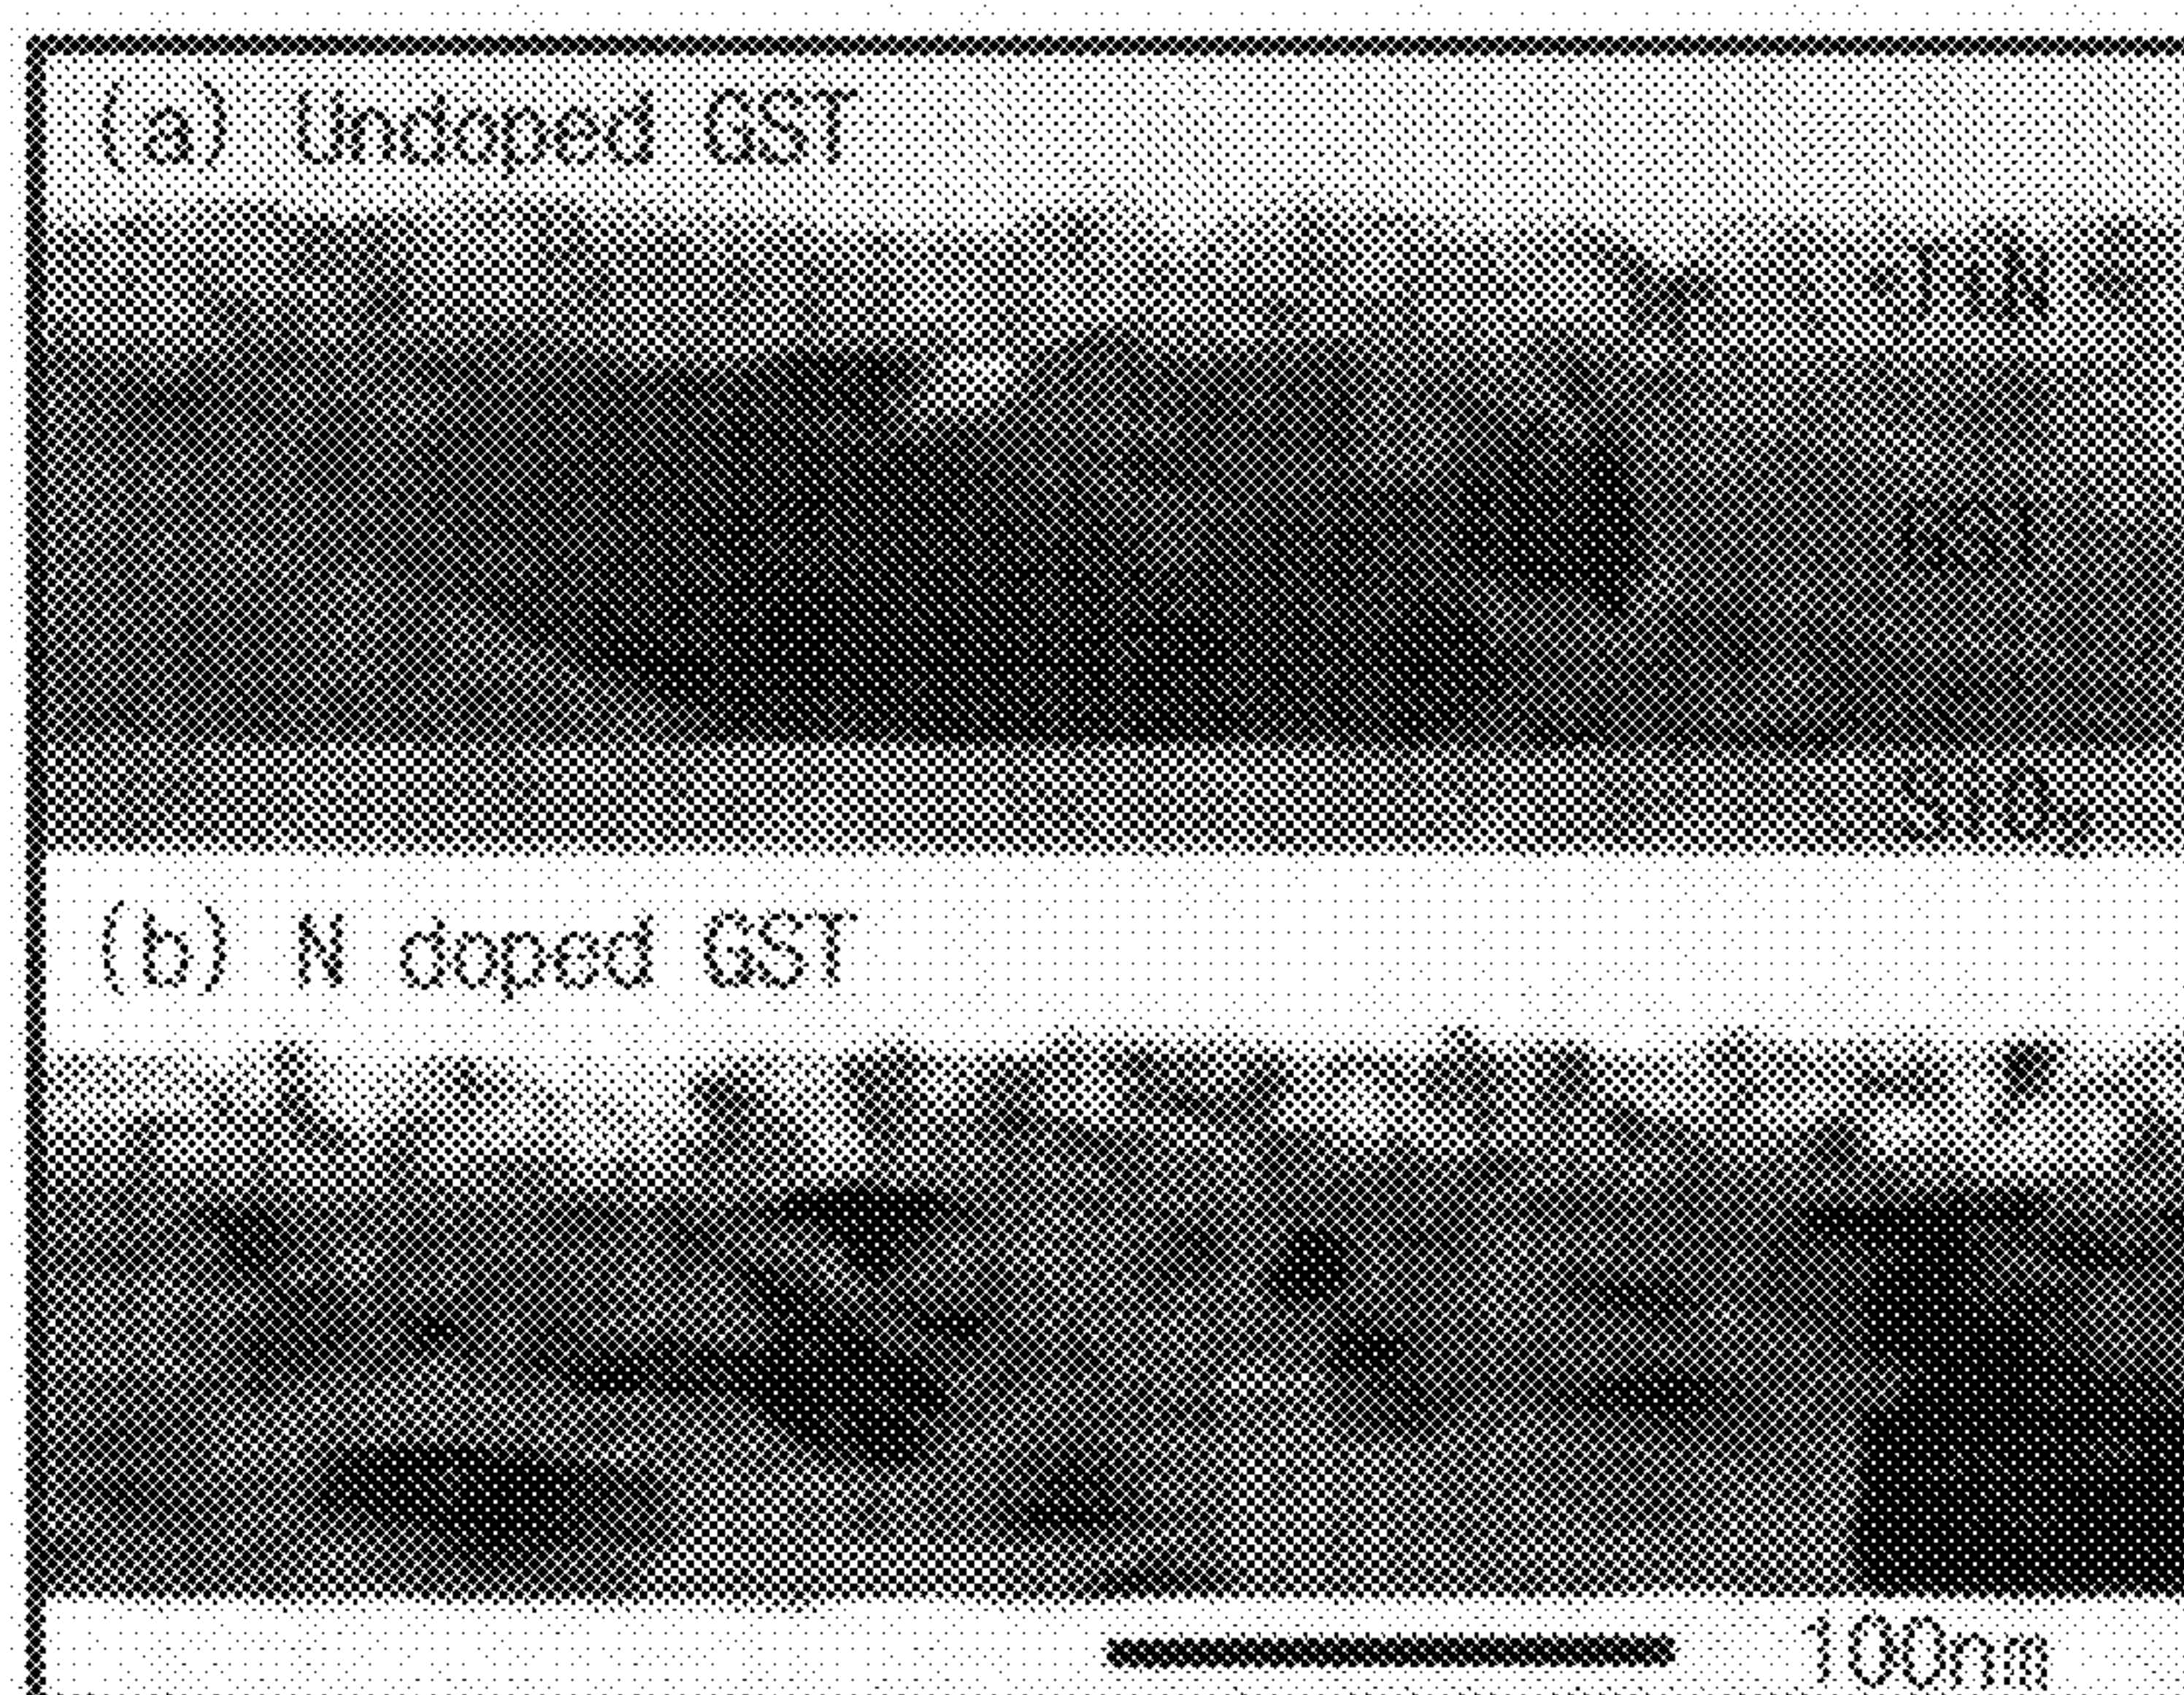 (a) Undoped GST
TiN
GST
SiO₂
(b) N doped GST
100nm